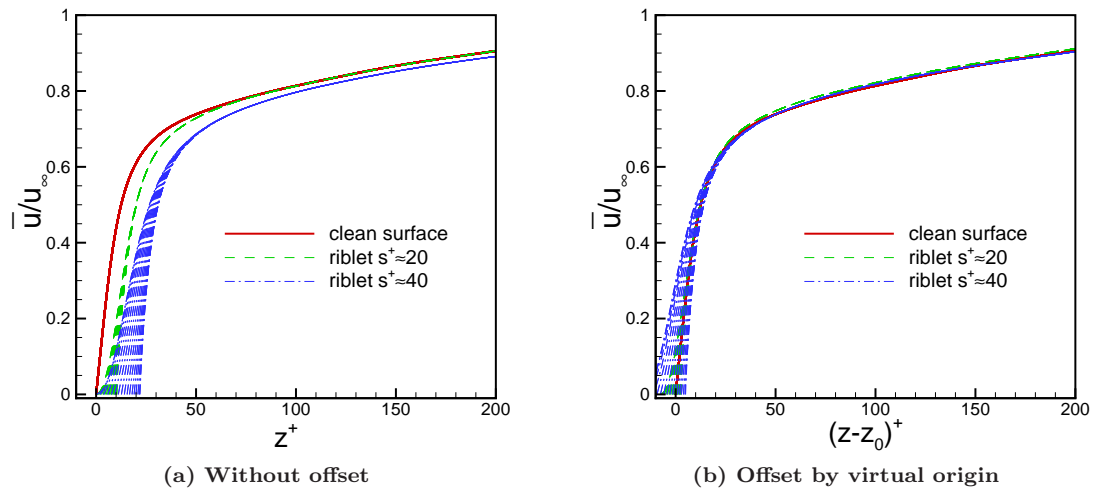 1
0.8
0.6
0.4
0.2
0
u̅/u∞
clean surface
riblet s⁺≈20
riblet s⁺≈40
0 50 100 150 200
z⁺
(a) Without offset
1
0.8
0.6
0.4
0.2
0
u̅/u∞
clean surface
riblet s⁺≈20
riblet s⁺≈40
0 50 100 150 200
(z-z₀)⁺
(b) Offset by virtual origin